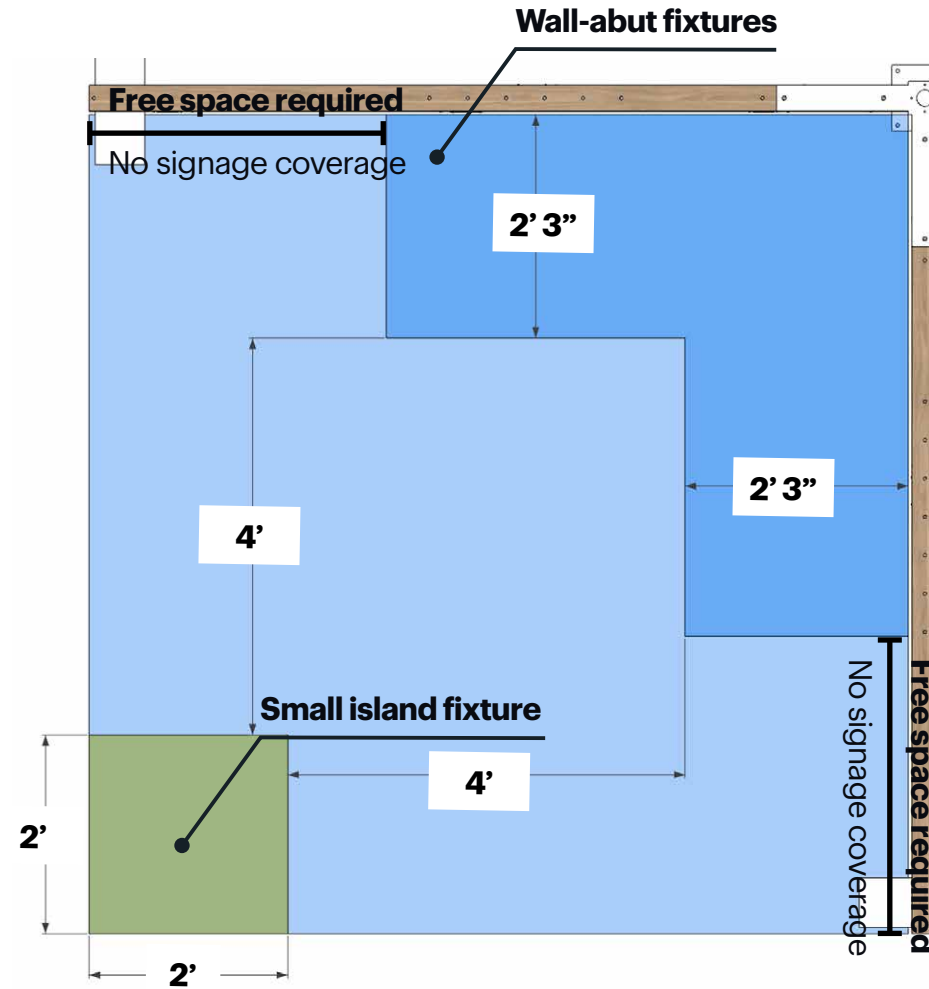 Wall-abut fixtures
Free space required
No signage coverage
2’ 3”
2’ 3”
4’
Small island fixture
4’
2’
2’
Free space required
No signage coverage